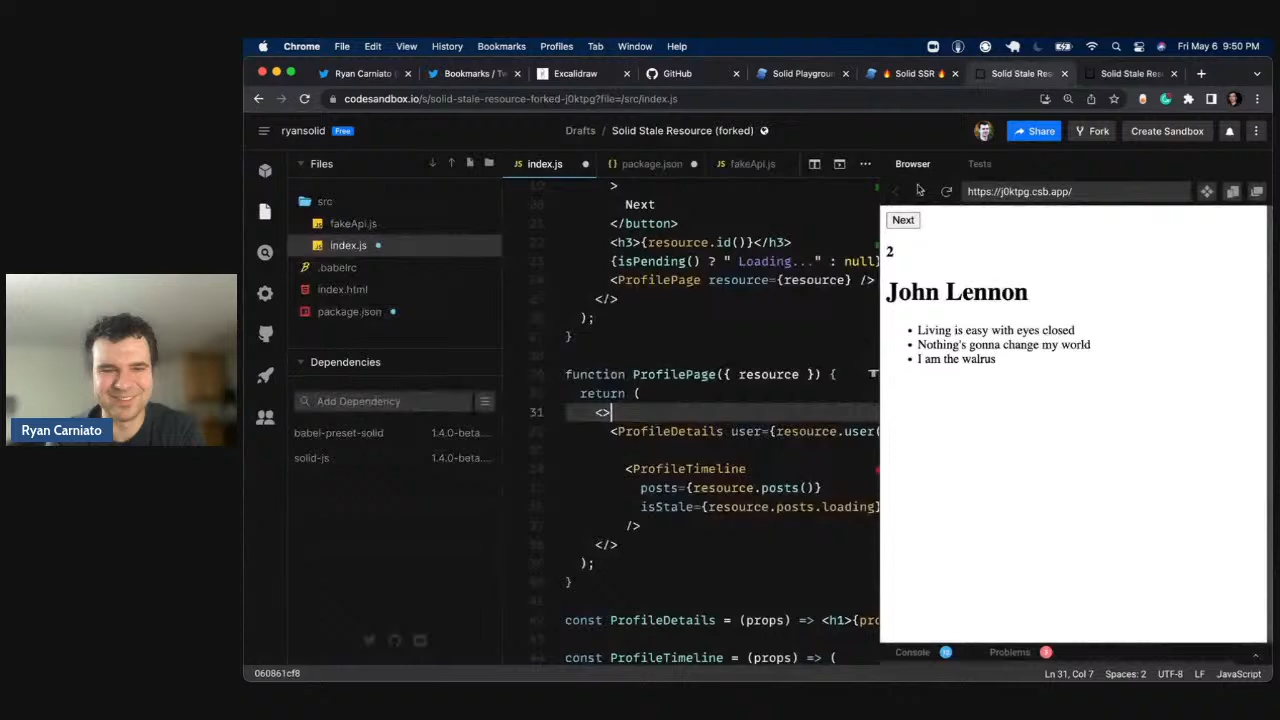 Chrome File Edit View History Bookmarks Profiles Tab Window Help Fri May 6 9:50 PM
Ryan Carniato ( Bookmarks / Tw Excalidraw GitHub Solid Playgroun 🔥 Solid SSR 🔥 Solid Stale Res Solid Stale Res
codesandbox.io/s/solid-stale-resource-forked-j0ktpg?file=/src/index.js
ryansolid Free Drafts / Solid Stale Resource (forked) Share Fork Create Sandbox
Files
src
fakeApi.js
index.js
.babelrc
index.html
package.json
Dependencies
Add Dependency
babel-preset-solid 1.4.0-beta....
solid-js 1.4.0-beta....
index.js package.json fakeApi.js
>
Next
</button>
<h3>{resource.id()}</h3>
{isPending() ? " Loading..." : null}
<ProfilePage resource={resource} />
</>
);
}
function ProfilePage({ resource }) {
return (
31 <>
<ProfileDetails user={resource.user(
<ProfileTimeline
posts={resource.posts()}
isStale={resource.posts.loading}
/>
</>
);
}
const ProfileDetails = (props) => <h1>{pro
const ProfileTimeline = (props) => (
Browser Tests
https://j0ktpg.csb.app/
Next
2
John Lennon
• Living is easy with eyes closed
• Nothing's gonna change my world
• I am the walrus
Console Problems 3
060861cf8 Ln 31, Col 7 Spaces: 2 UTF-8 LF JavaScript
Ryan Carniato